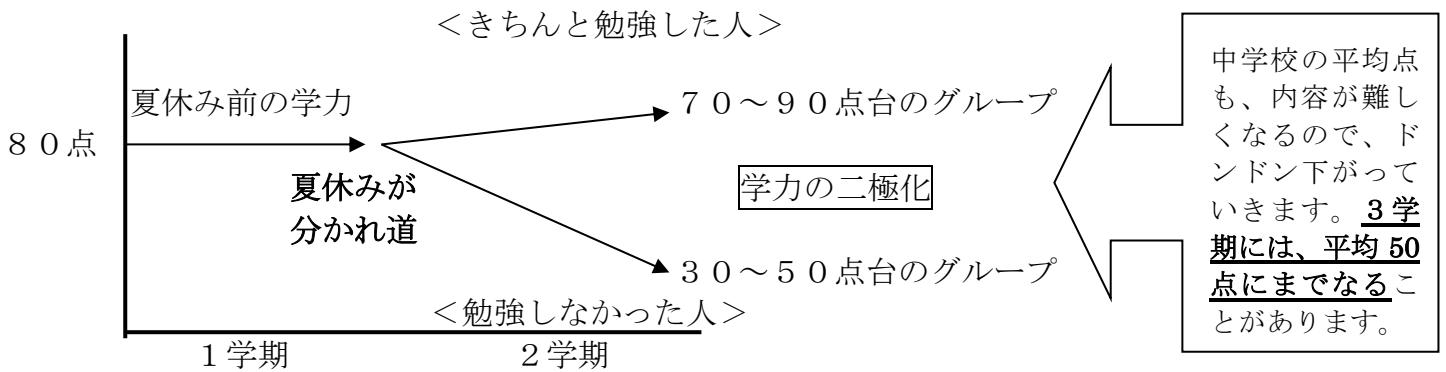 ＜きちんと勉強した人＞
夏休み前の学力
７０～９０点台のグループ
８０点
夏休みが
分かれ道
学力の二極化
３０～５０点台のグループ
＜勉強しなかった人＞
１学期
２学期
中学校の平均点
も、内容が難し
くなるので、ド
ンドン下がって
いきます。３学
期には、平均 50
点にまでなるこ
とがあります。